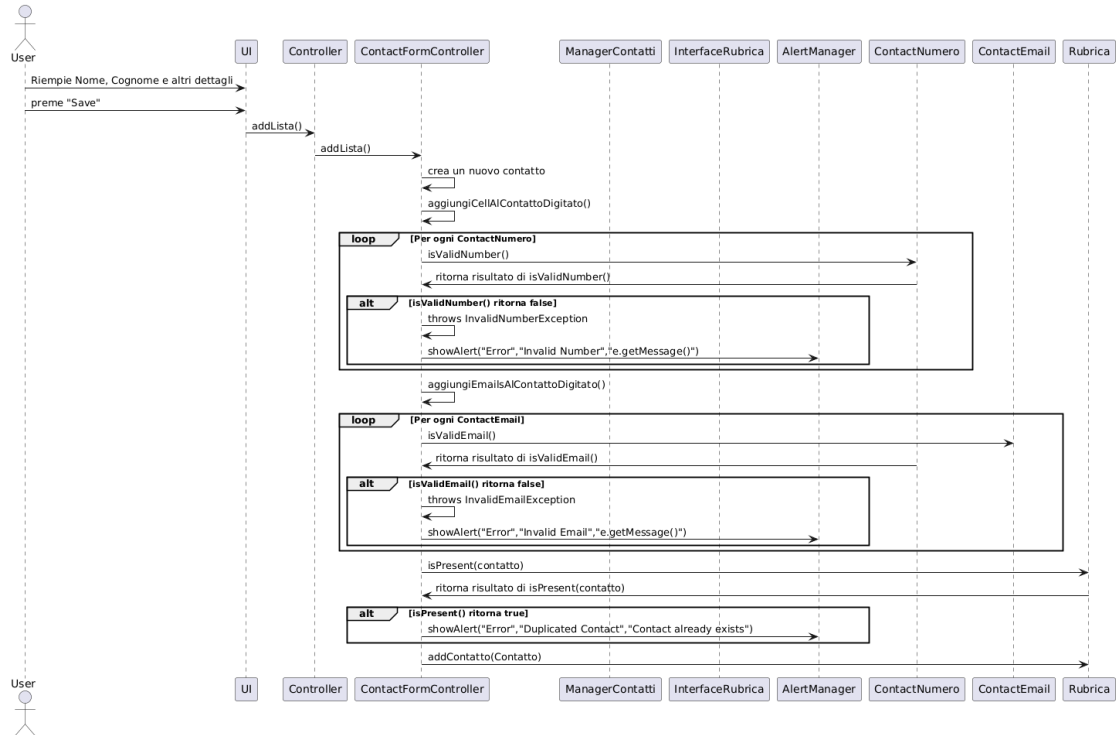 User
UI
Controller
ContactFormController
ManagerContatti
InterfaceRubrica
AlertManager
ContactNumero
ContactEmail
Rubrica
Riempie Nome, Cognome e altri dettagli
preme "Save"
addLista()
addLista()
crea un nuovo contatto
aggiungiCellAlContattoDigitato()
loop [Per ogni ContactNumero]
isValidNumber()
ritorna risultato di isValidNumber()
alt [isValidNumber() ritorna false]
throws InvalidNumberException
showAlert("Error","Invalid Number","e.getMessage()")
aggiungiEmailsAlContattoDigitato()
loop [Per ogni ContactEmail]
isValidEmail()
ritorna risultato di isValidEmail()
alt [isValidEmail() ritorna false]
throws InvalidEmailException
showAlert("Error","Invalid Email","e.getMessage()")
isPresent(contatto)
ritorna risultato di isPresent(contatto)
alt [isPresent() ritorna true]
showAlert("Error","Duplicated Contact","Contact already exists")
addContatto(Contatto)
User
UI
Controller
ContactFormController
ManagerContatti
InterfaceRubrica
AlertManager
ContactNumero
ContactEmail
Rubrica